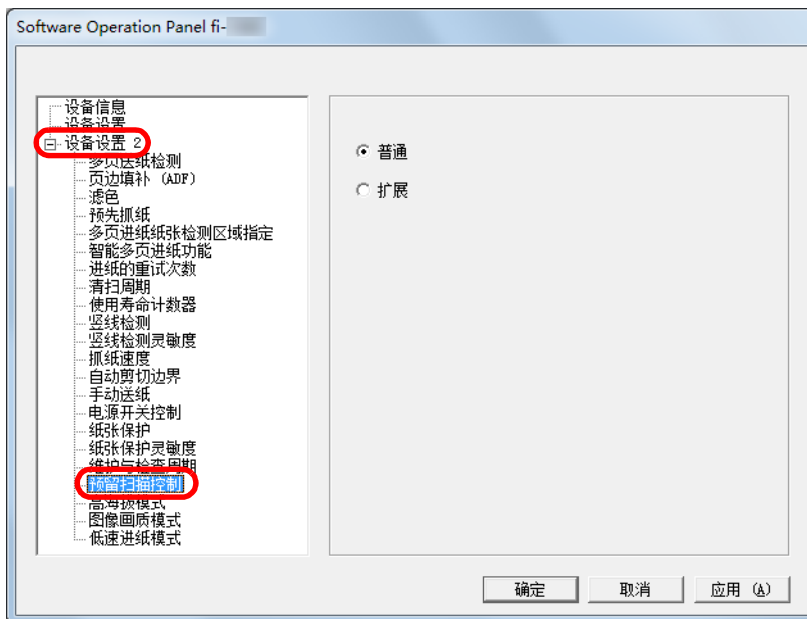 Software Operation Panel fi-
设备信息
设备设置
设备设置 2
多页送纸检测
页边填补 (ADF)
滤色
预先抓纸
多页进纸纸张检测区域指定
智能多页进纸功能
进纸的重试次数
清扫周期
使用寿命计数器
竖线检测
竖线检测灵敏度
抓纸速度
自动剪切边界
手动送纸
电源开关控制
纸张保护
纸张保护灵敏度
维护与检查周期
预留扫描控制
高海拔模式
图像画质模式
低速进纸模式
普通
扩展
确定 取消 应用 (A)